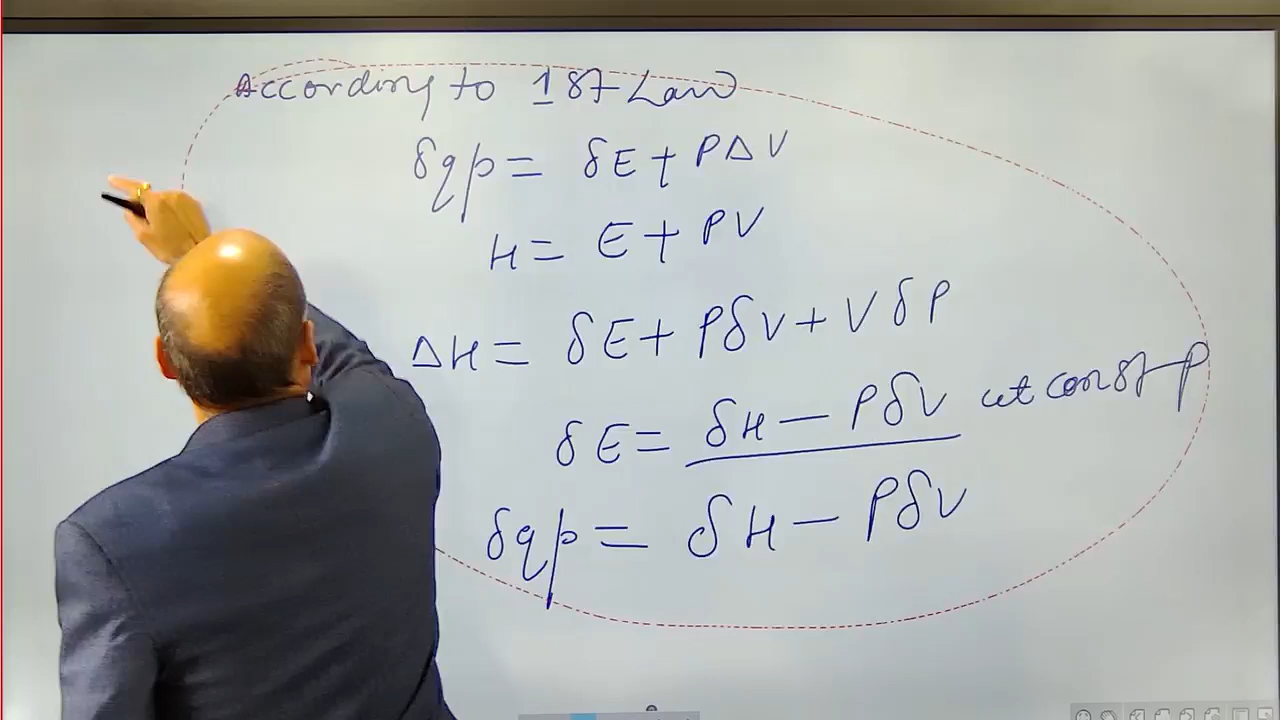 According to 1st Law
δqp = δE + PΔV
H = E + PV
ΔH = δE + PδV + VδP
δE = δH - PδV at const P
δqp = δH - PδV